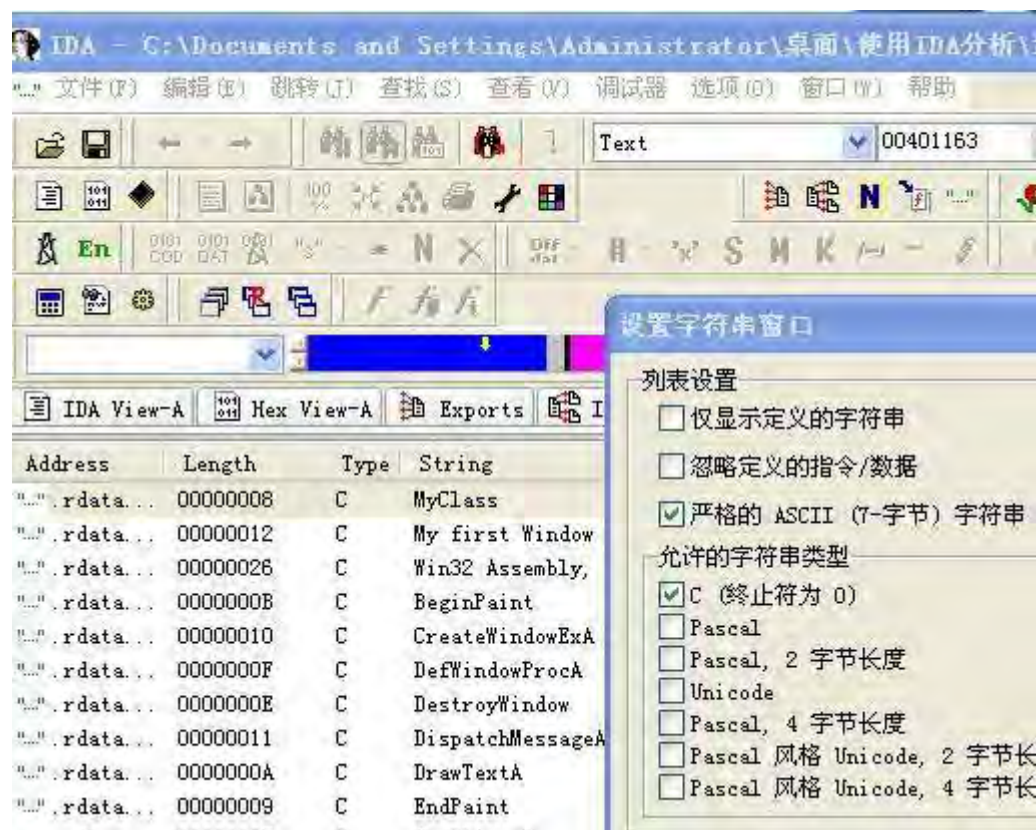 IDA - C:\Documents and Settings\Administrator\桌面\使用IDA分析\
文件(F) 编辑(E) 跳转(J) 查找(S) 查看(V) 调试器 选项(O) 窗口(W) 帮助
Text 00401163
En
N
S M K
设置字符串窗口
列表设置
仅显示定义的字符串
忽略定义的指令/数据
严格的 ASCII (7-字节) 字符串
允许的字符串类型
C (终止符为 0)
Pascal
Pascal, 2 字节长度
Unicode
Pascal, 4 字节长度
Pascal 风格 Unicode, 2 字节长
Pascal 风格 Unicode, 4 字节长
IDA View-A Hex View-A Exports I
Address Length Type String
"..." .rdata... 00000008 C MyClass
"..." .rdata... 00000012 C My first Window
"..." .rdata... 00000026 C Win32 Assembly,
"..." .rdata... 0000000B C BeginPaint
"..." .rdata... 00000010 C CreateWindowExA
"..." .rdata... 0000000F C DefWindowProcA
"..." .rdata... 0000000E C DestroyWindow
"..." .rdata... 00000011 C DispatchMessageA
"..." .rdata... 0000000A C DrawTextA
"..." .rdata... 00000009 C EndPaint